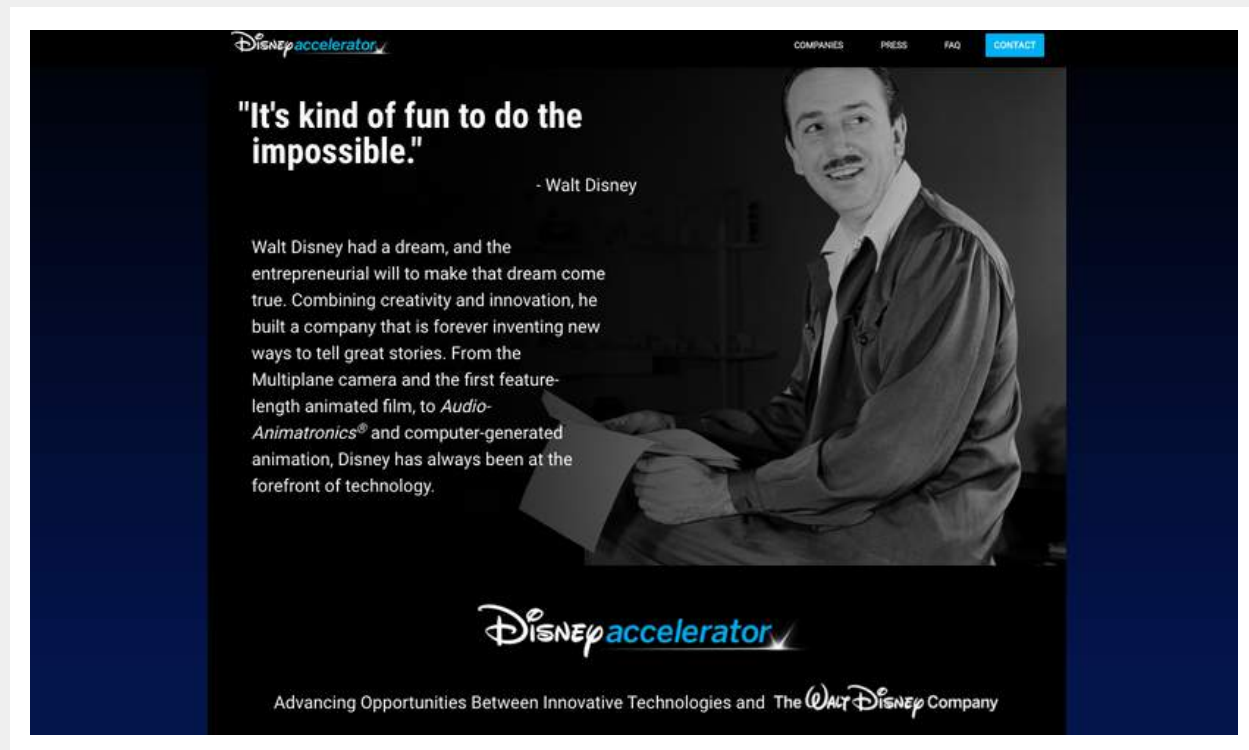 Disney accelerator
COMPANIES PRESS FAQ CONTACT
"It's kind of fun to do the
impossible."
- Walt Disney
Walt Disney had a dream, and the
entrepreneurial will to make that dream come
true. Combining creativity and innovation, he
built a company that is forever inventing new
ways to tell great stories. From the
Multiplane camera and the first feature-
length animated film, to Audio-
Animatronics® and computer-generated
animation, Disney has always been at the
forefront of technology.
Disney accelerator
Advancing Opportunities Between Innovative Technologies and The Walt Disney Company